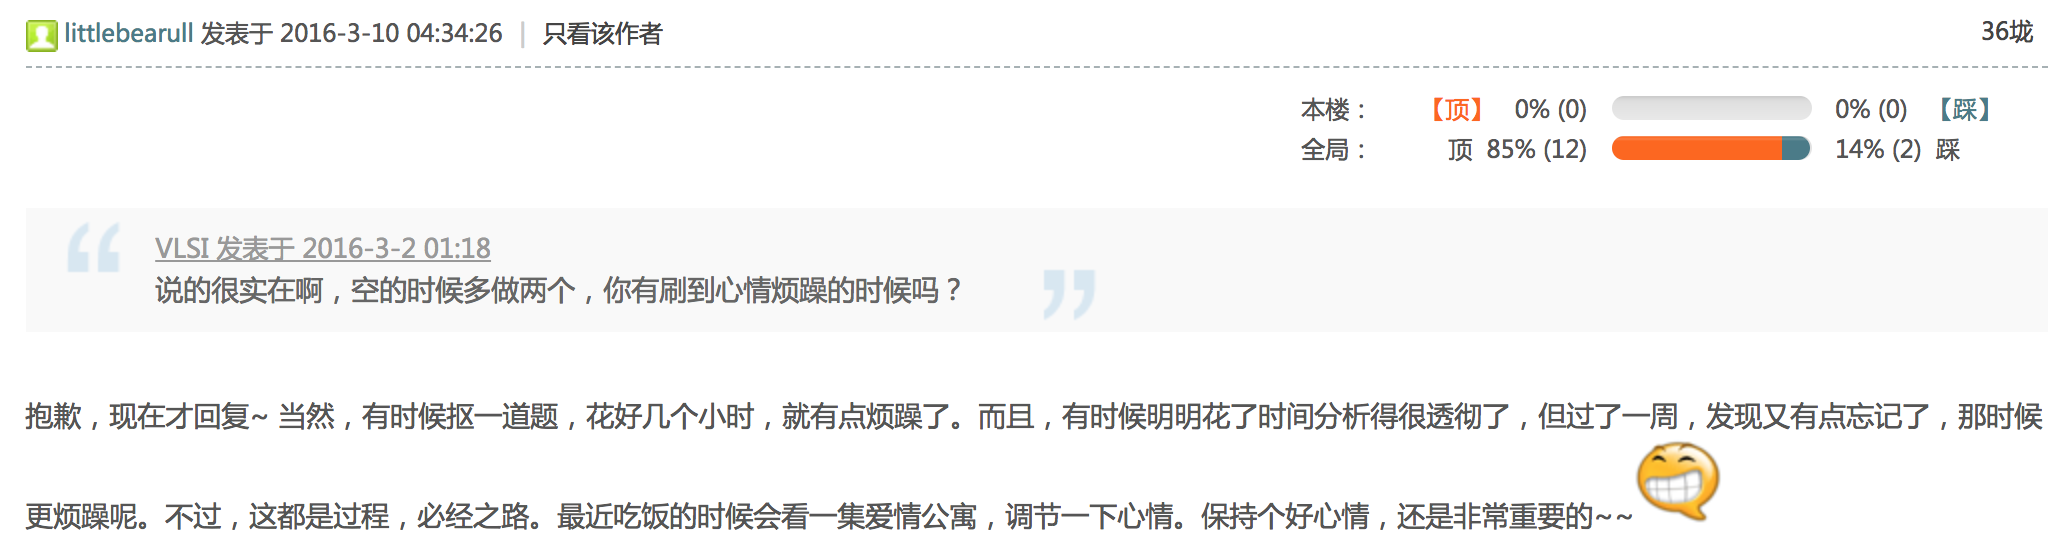 littlebearull 发表于 2016-3-10 04:34:26 | 只看该作者 36垅
本楼： 【顶】 0% (0) 0% (0) 【踩】
全局： 顶 85% (12) 14% (2) 踩
VLSI 发表于 2016-3-2 01:18
说的很实在啊，空的时候多做两个，你有刷到心情烦躁的时候吗？
抱歉，现在才回复~ 当然，有时候抠一道题，花好几个小时，就有点烦躁了。而且，有时候明明花了时间分析得很透彻了，但过了一周，发现又有点忘记了，那时候
更烦躁呢。不过，这都是过程，必经之路。最近吃饭的时候会看一集爱情公寓，调节一下心情。保持个好心情，还是非常重要的~~